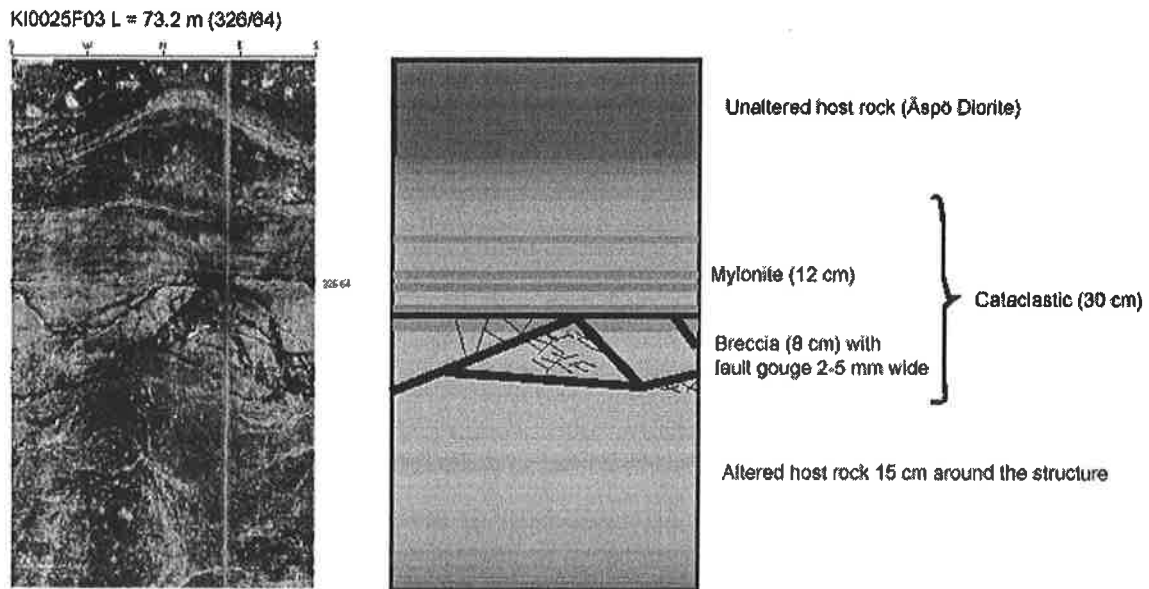 KI0025F03 L = 73.2 m (326/64)
W N E S
326 64
Unaltered host rock (Äspö Diorite)
Mylonite (12 cm)
Cataclastic (30 cm)
Breccia (8 cm) with
fault gouge 2-5 mm wide
Altered host rock 15 cm around the structure